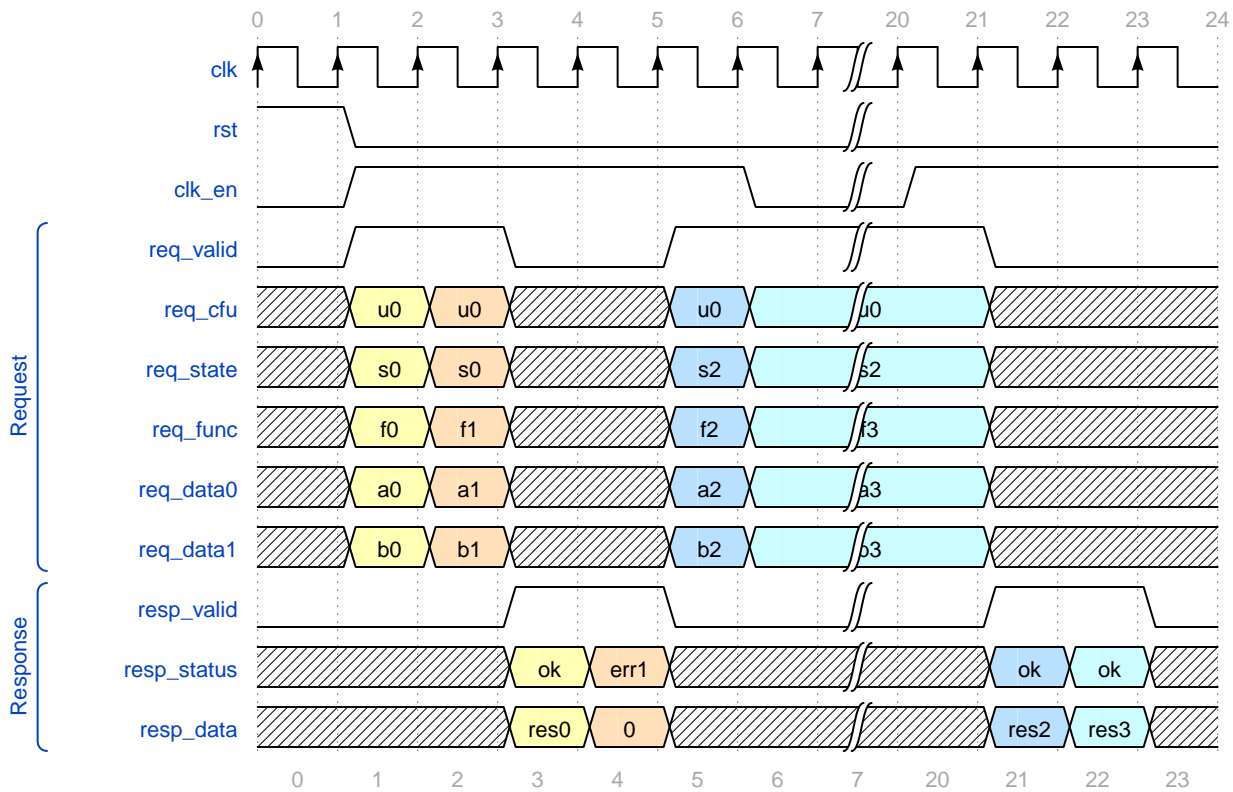 0 1 2 3 4 5 6 7 20 21 22 23 24
clk
rst
clk_en
Request
req_valid
req_cfu u0 u0 u0 u0
req_state s0 s0 s2 s2
req_func f0 f1 f2 f3
req_data0 a0 a1 a2 a3
req_data1 b0 b1 b2 b3
Response
resp_valid
resp_status ok err1 ok ok
resp_data res0 0 res2 res3
0 1 2 3 4 5 6 7 20 21 22 23